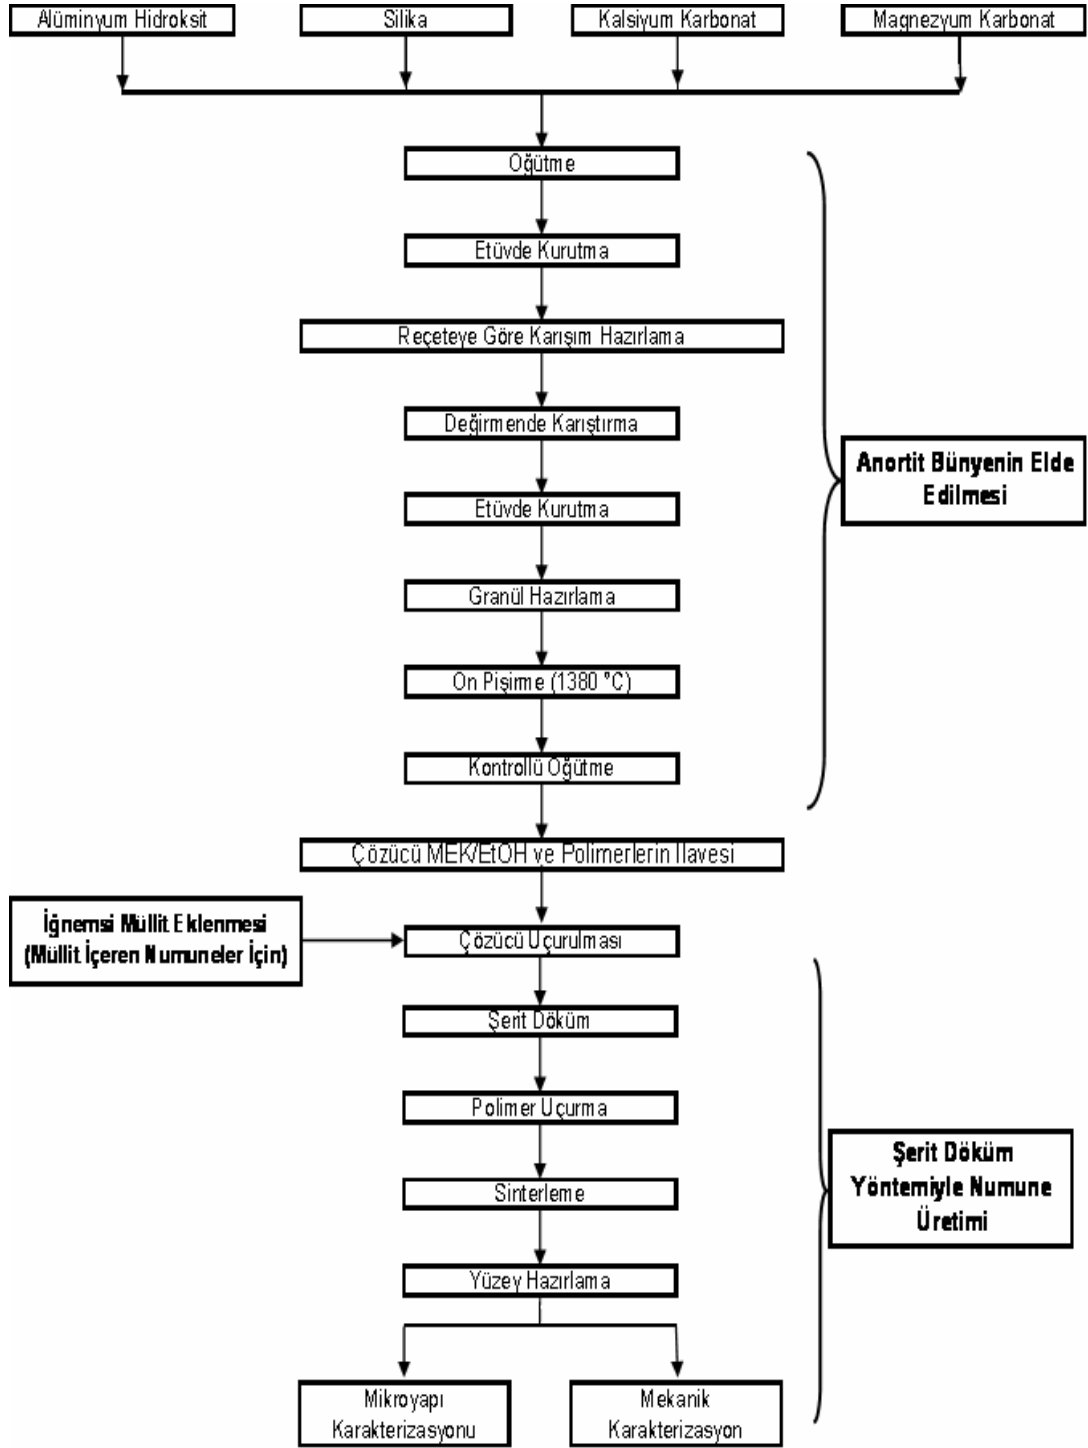 Alüminyum Hidroksit
Silika
Kalsiyum Karbonat
Magnezyum Karbonat
Oğütme
Etüvde Kurutma
Reçeteye Göre Karışım Hazırlama
Değirmende Karıştırma
Etüvde Kurutma
Granül Hazırlama
On Pişirme (1380 °C)
Kontrollü Oğütme
Anortit Bünyenin Elde
Edilmesi
Çözücü MEK/EtOH ve Polimerlerin Ilavesi
İğnemsi Müllit Eklenmesi
(Müllit İçeren Numuneler İçin)
Çözücü Uçurulması
Şerit Döküm
Polimer Uçurma
Sinterleme
Yüzey Hazırlama
Şerit Döküm
Yöntemiyle Numune
Üretimi
Mikroyapı
Karakterizasyonu
Mekanik
Karakterizasyon